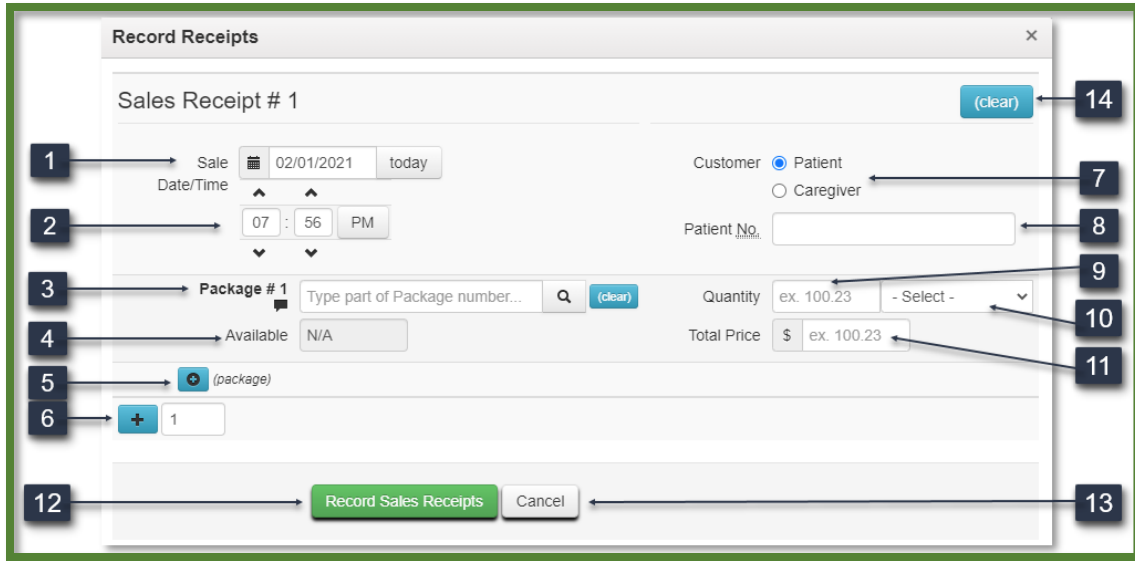 Record Receipts ×
Sales Receipt # 1 (clear) 14
1 Sale 02/01/2021 today Customer Patient
Date/Time Caregiver 7
2 07 : 56 PM Patient No. 8
9
3 Package # 1 Type part of Package number... (clear) Quantity ex. 100.23 - Select -
10
4 Available N/A Total Price $ ex. 100.23
11
5 (package)
6 1
12 Record Sales Receipts Cancel 13